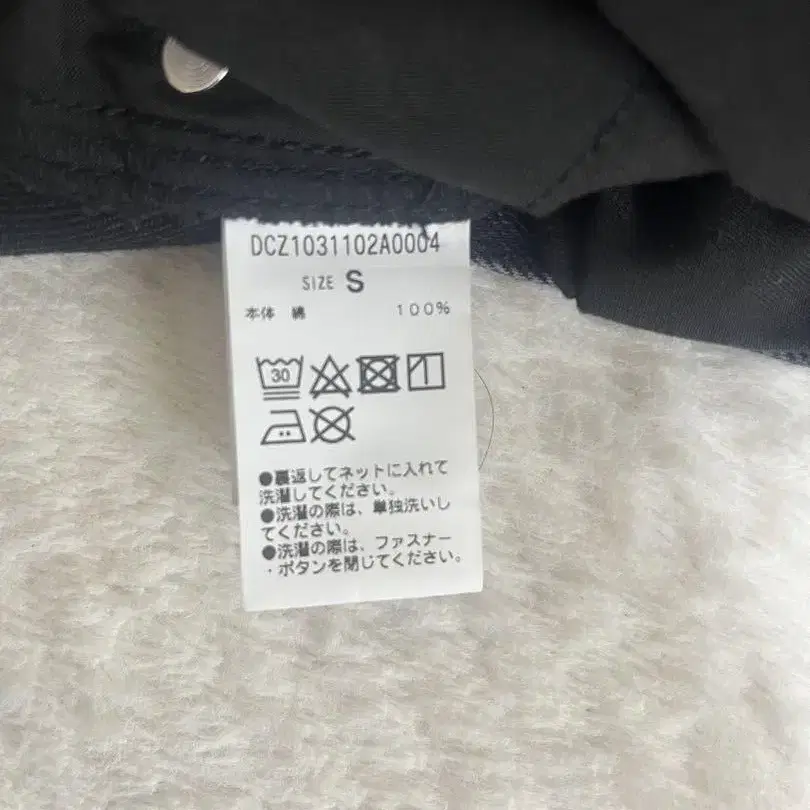 DCZ1031102A0004
SIZE S
本体 綿 100%
30
●裏返してネットに入れて
洗濯してください。
●洗濯の際は、単独洗いし
てください。
●洗濯の際は、ファスナー
・ボタンを閉じてください。